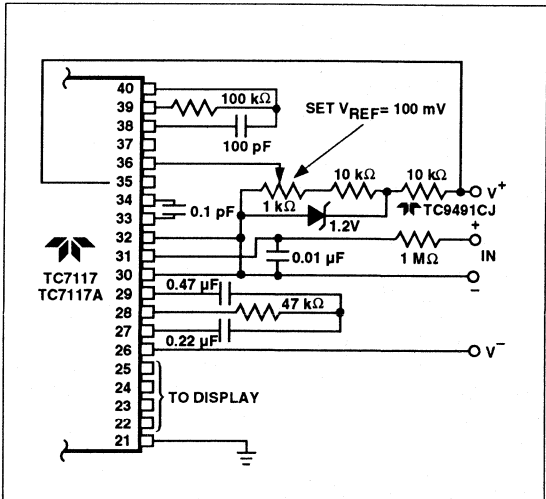 40
39
38
37
36
35
34
33
32
31
30
29
28
27
26
25
24
23
22
21
TC7117
TC7117A
100 kΩ
100 pF
SET VREF = 100 mV
1 kΩ
10 kΩ
10 kΩ
V+
TC9491CJ
1.2V
0.1 pF
+
IN
−
1 MΩ
0.01 µF
0.47 µF
47 kΩ
0.22 µF
V−
TO DISPLAY